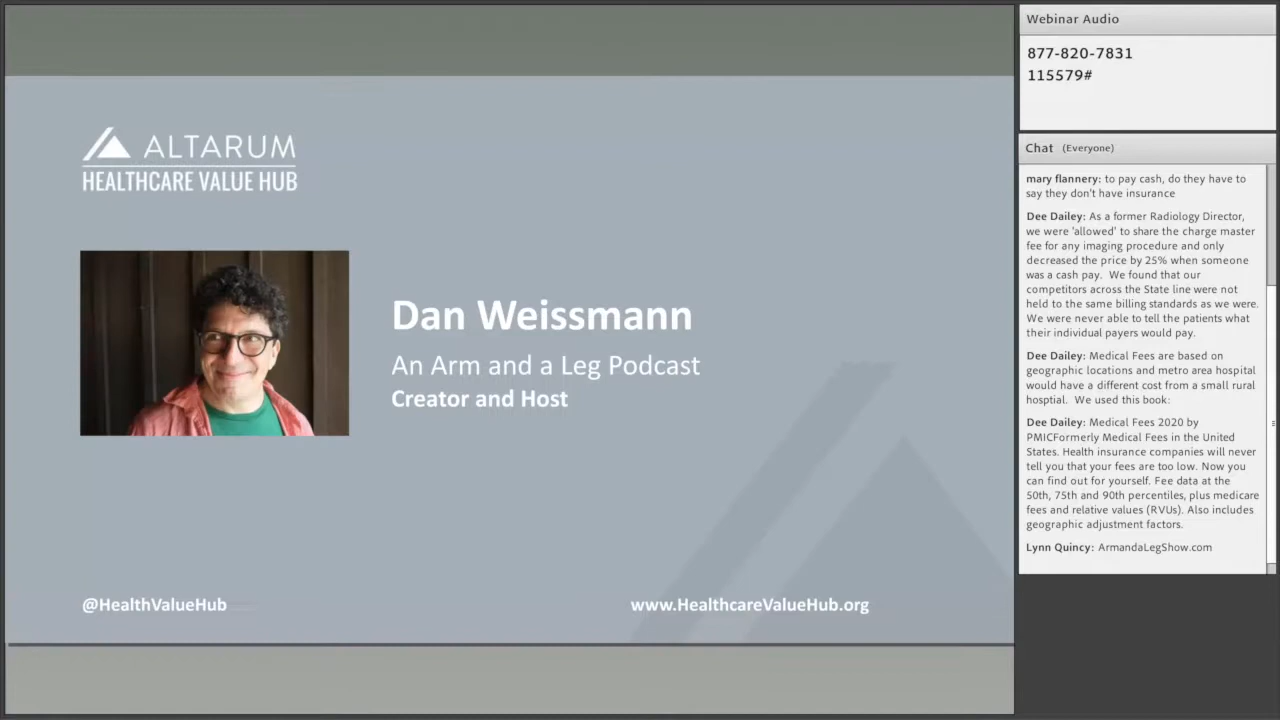 ALTARUM
HEALTHCARE VALUE HUB
Dan Weissmann
An Arm and a Leg Podcast
Creator and Host
@HealthValueHub
www.HealthcareValueHub.org
Webinar Audio
877-820-7831
115579#
Chat (Everyone)
mary flannery: to pay cash, do they have to
say they don't have insurance
Dee Dailey: As a former Radiology Director,
we were 'allowed' to share the charge master
fee for any imaging procedure and only
decreased the price by 25% when someone
was a cash pay. We found that our
competitors across the State line were not
held to the same billing standards as we were.
We were never able to tell the patients what
their individual payers would pay.
Dee Dailey: Medical Fees are based on
geographic locations and metro area hospital
would have a different cost from a small rural
hosptial. We used this book:
Dee Dailey: Medical Fees 2020 by
PMICFormerly Medical Fees in the United
States. Health insurance companies will never
tell you that your fees are too low. Now you
can find out for yourself. Fee data at the
50th, 75th and 90th percentiles, plus medicare
fees and relative values (RVUs). Also includes
geographic adjustment factors.
Lynn Quincy: ArmandaLegShow.com